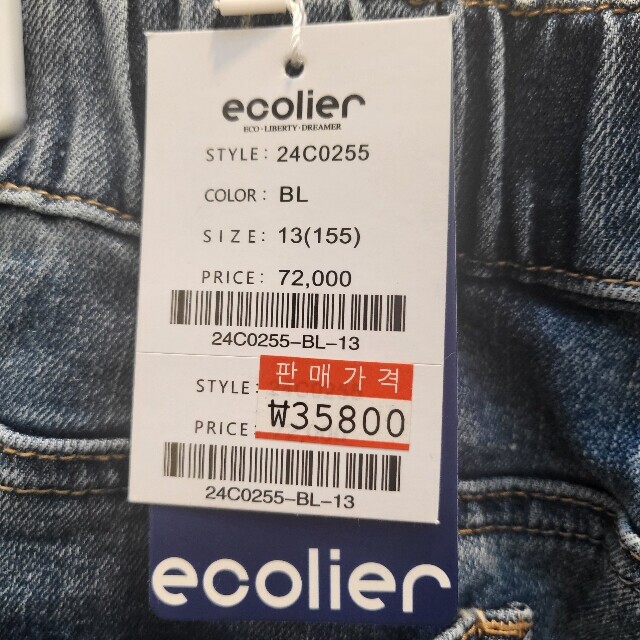 ecolier
ECO·LIBERTY·DREAMER
STYLE: 24C0255
COLOR: BL
SIZE: 13(155)
PRICE: 72,000
24C0255-BL-13
판매가격
STYLE:
₩35800
PRICE:
24C0255-BL-13
ecolier